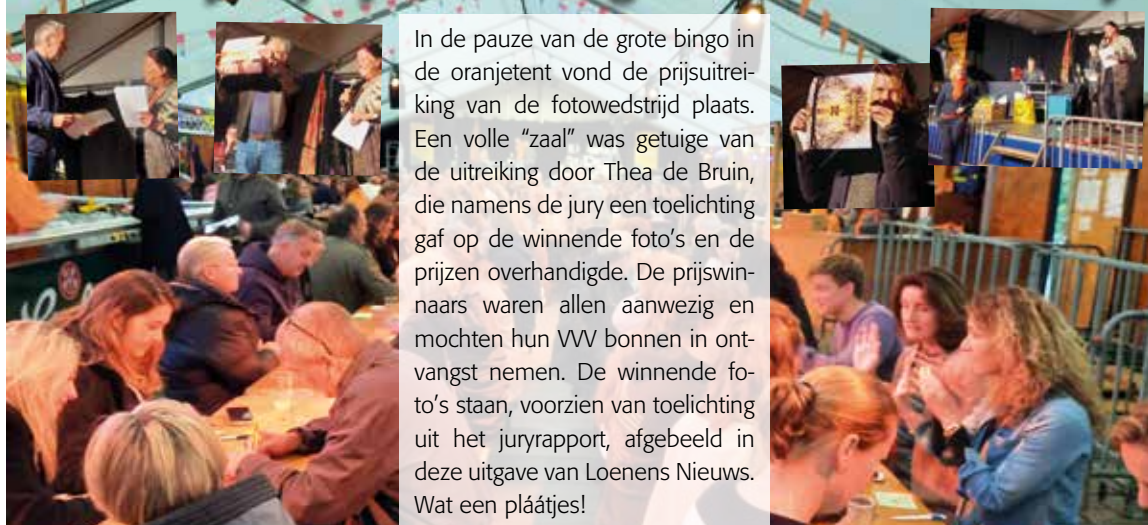 In de pauze van de grote bingo in
de oranjetent vond de prijsuitrei-
king van de fotowedstrijd plaats.
Een volle “zaal” was getuige van
de uitreiking door Thea de Bruin,
die namens de jury een toelichting
gaf op de winnende foto's en de
prijzen overhandigde. De prijswin-
naars waren allen aanwezig en
mochten hun VVV bonnen in ont-
vangst nemen. De winnende fo-
to's staan, voorzien van toelichting
uit het juryrapport, afgebeeld in
deze uitgave van Loenens Nieuws.
Wat een pláátjes!